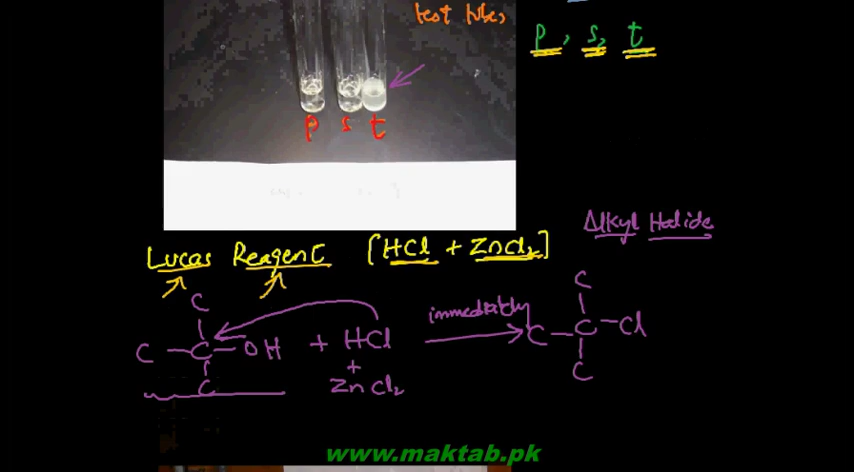 test tubes
p, s, t
p s t
Alkyl Halide
Lucas Reagent [HCl + ZnCl2]
C
C
C-C-OH + HCl immediately C-C-Cl
+
C ZnCl2 C
www.maktab.pk